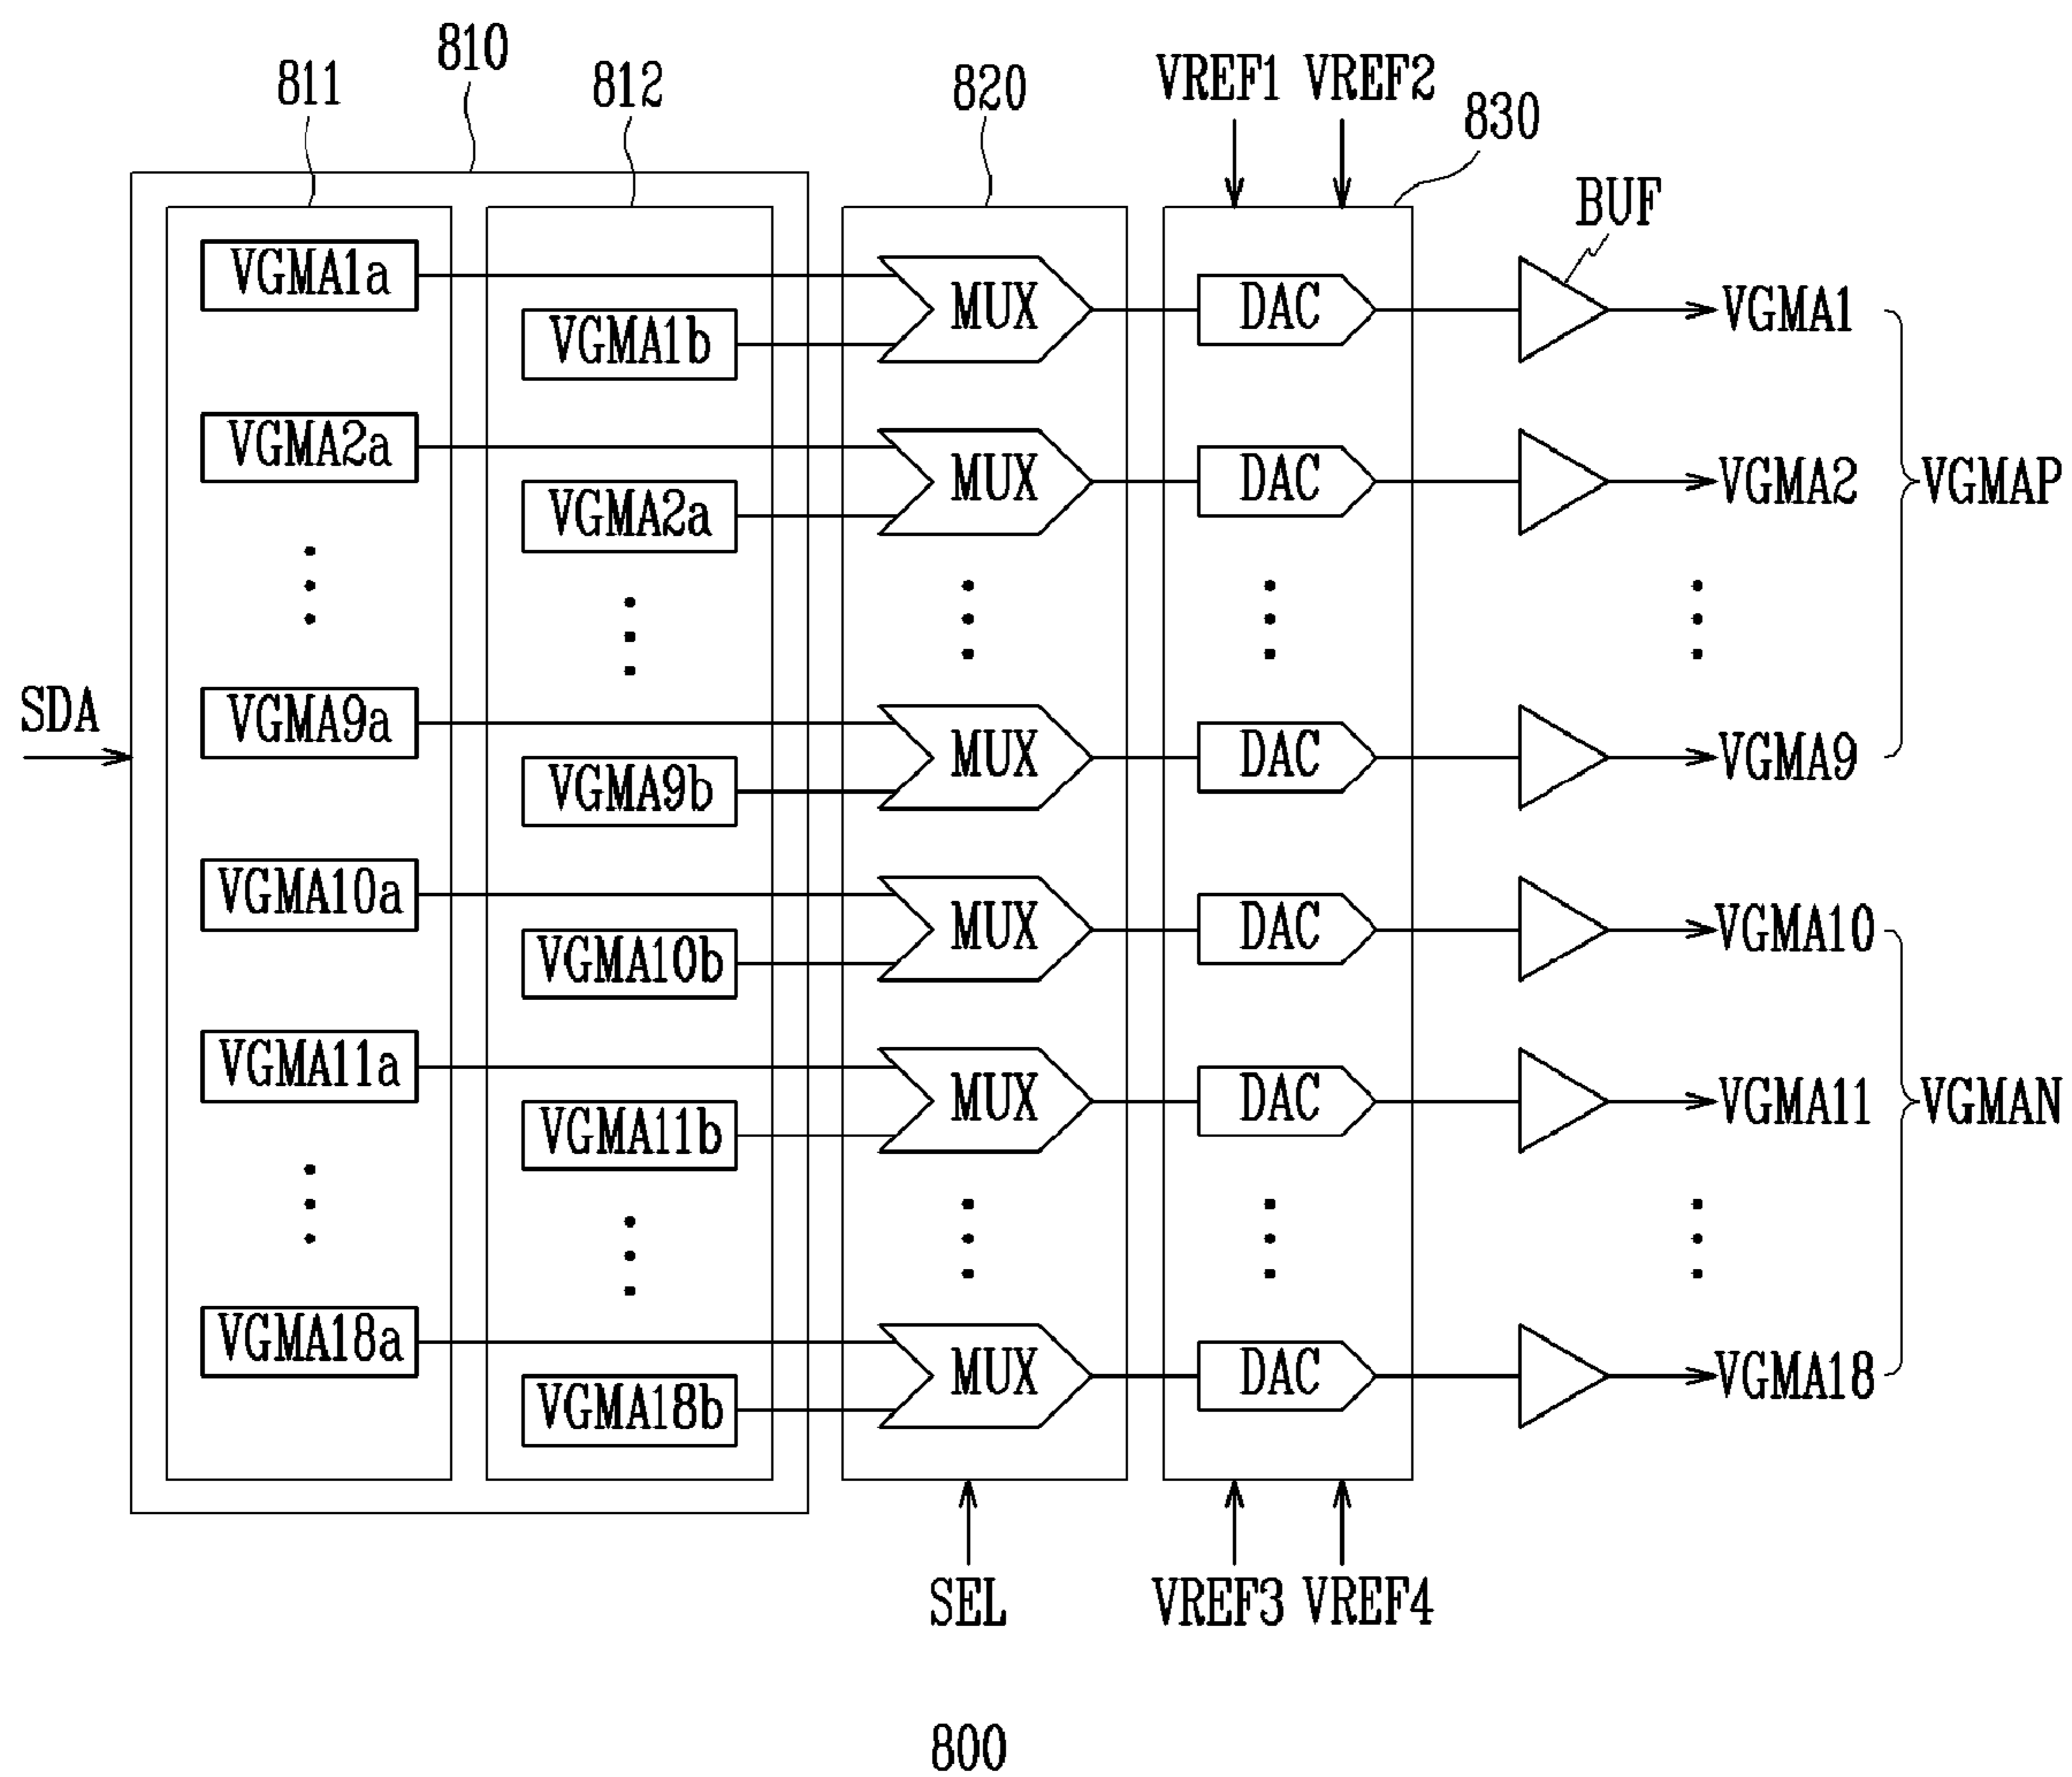 810
811
812
820
VREF1 VREF2
830
BUF
VGMA1a
VGMA1b
MUX
DAC
VGMA1
VGMA2a
VGMA2a
MUX
DAC
VGMA2
VGMAP
SDA
VGMA9a
VGMA9b
MUX
DAC
VGMA9
VGMA10a
VGMA10b
MUX
DAC
VGMA10
VGMA11a
VGMA11b
MUX
DAC
VGMA11
VGMAN
VGMA18a
VGMA18b
MUX
DAC
VGMA18
SEL
VREF3 VREF4
800